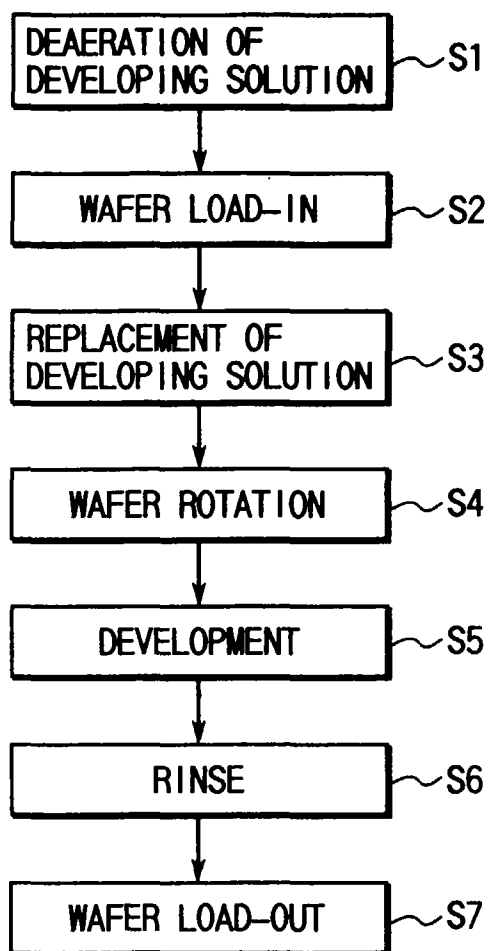 DEAERATION OF
DEVELOPING SOLUTION
S1
WAFER LOAD-IN
S2
REPLACEMENT OF
DEVELOPING SOLUTION
S3
WAFER ROTATION
S4
DEVELOPMENT
S5
RINSE
S6
WAFER LOAD-OUT
S7